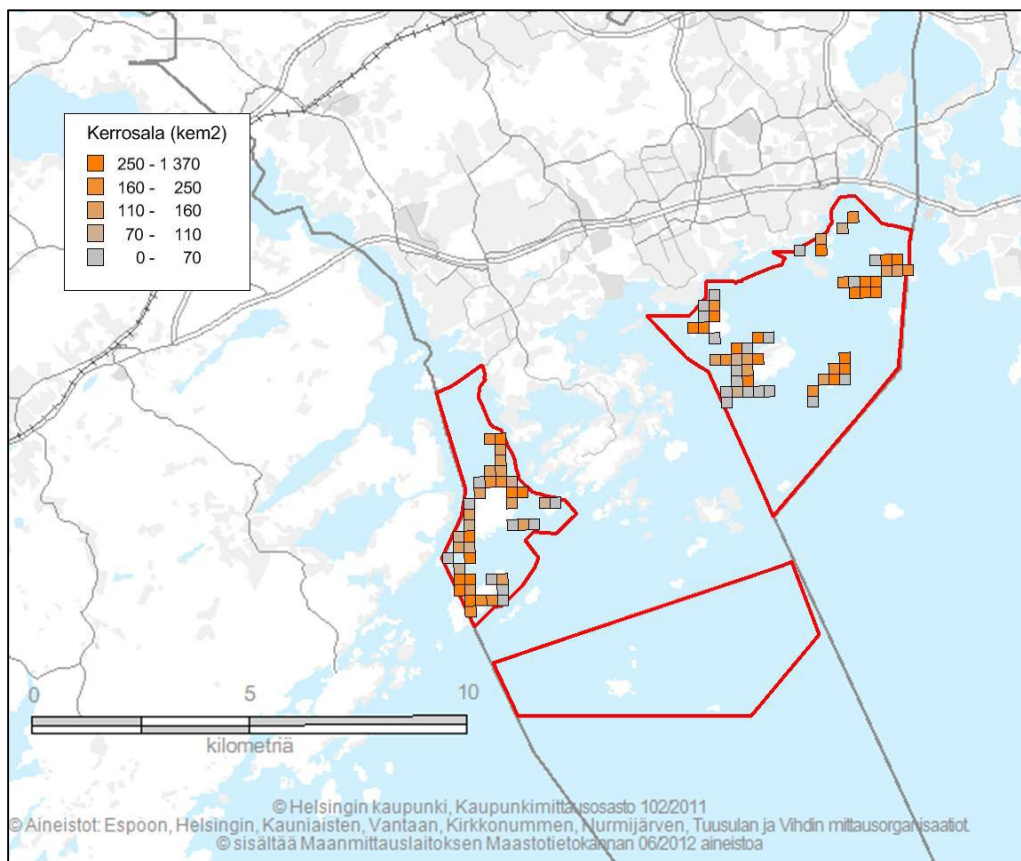 Kerrosala (kem2)
250 - 1 370
160 - 250
110 - 160
70 - 110
0 - 70
0 5 10
kilometriä
© Helsingin kaupunki, Kaupunkimittausosasto 102/2011
© Aineistot: Espoon, Helsingin, Kauniaisten, Vantaan, Kirkkonummen, Nurmijärven, Tuusulan ja Vihdin mittausorganisaatiot
© sisältää Maanmittauslaitoksen Maastotietokannan 06/2012 aineistoa